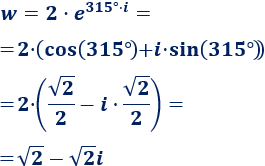 w = 2 · e^{315°·i} =
=2·(cos(315°)+i·sin(315°))
=2·(√2/2 − i · √2/2) =
=√2 − √2i